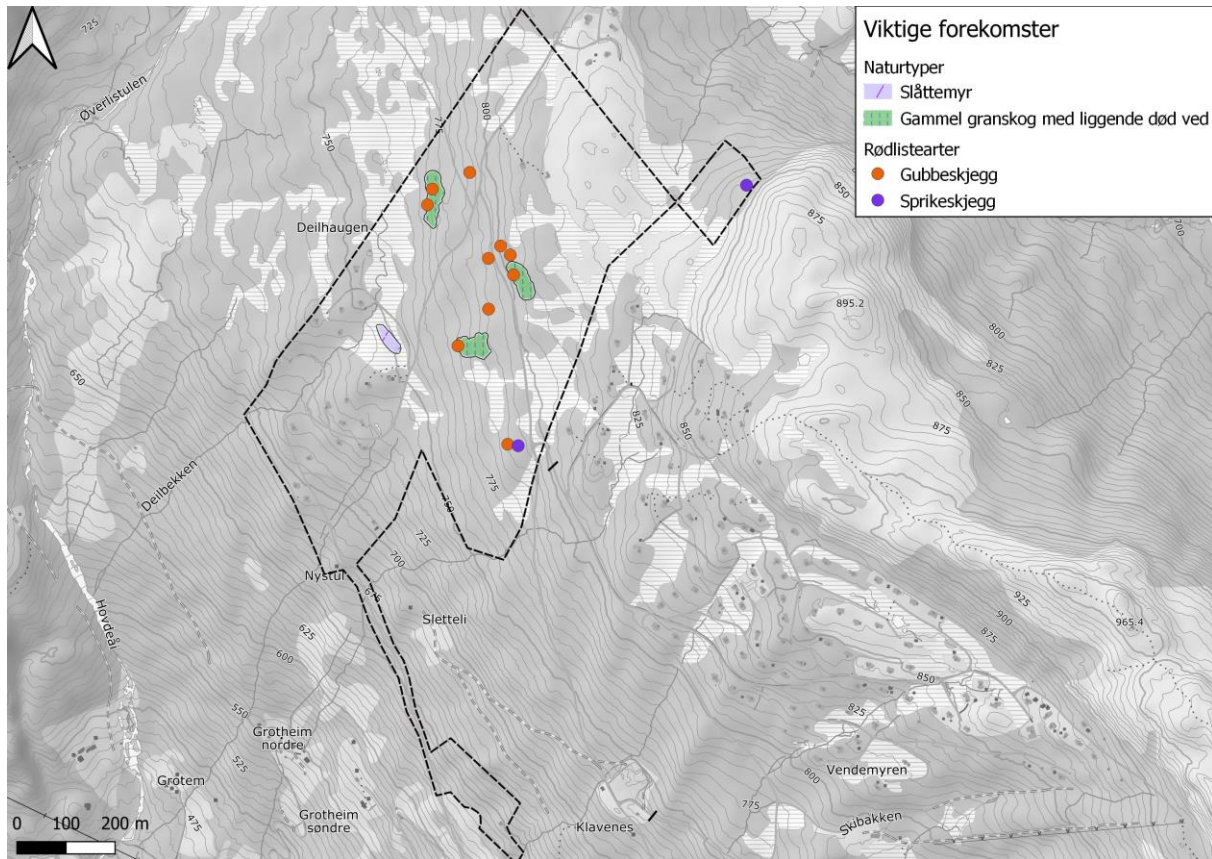 Viktige forekomster
Naturtyper
Slåttemyr
Gammel granskog med liggende død ved
Rødlistearter
Gubbeskjegg
Sprikeskjegg
725
Øverlistulen
750
775
800
850
875
700
Deilhaugen
895.2
800
825
850
875
650
825
850
775
Deilbekken
750
725
700
Nystul
675
Sletteli
Hovdeåi
625
600
925
900
965.4
875
850
550
825
Grotheim
nordre
525
Grotem
Vendemyren
800
775
475
Grotheim
søndre
Klavenes
Skibakken
0 100 200 m